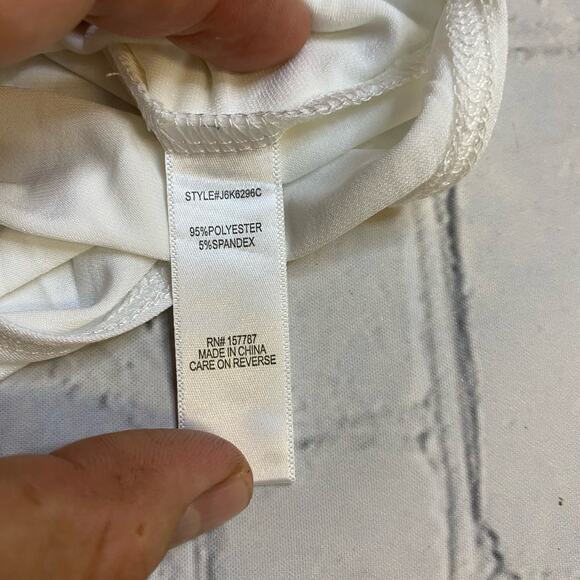 STYLE#J6K6296C
95%POLYESTER
5%SPANDEX
RN# 157787
MADE IN CHINA
CARE ON REVERSE